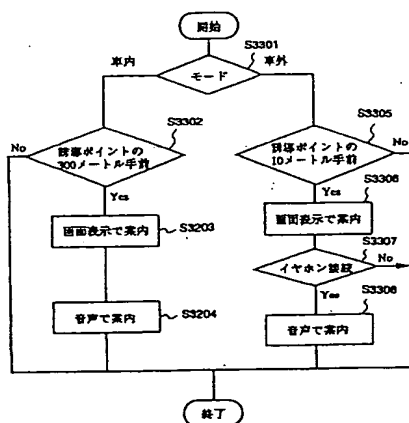 開始
S3301
車内
モード
車外
S3302
誘導ポイントの
300メートル手前
No
Yes
画面表示で案内
S3203
音声で案内
S3204
S3305
誘導ポイントの
10メートル手前
No
Yes
S3306
画面表示で案内
S3307
イヤホン接続
No
Yes
S3308
音声で案内
終了